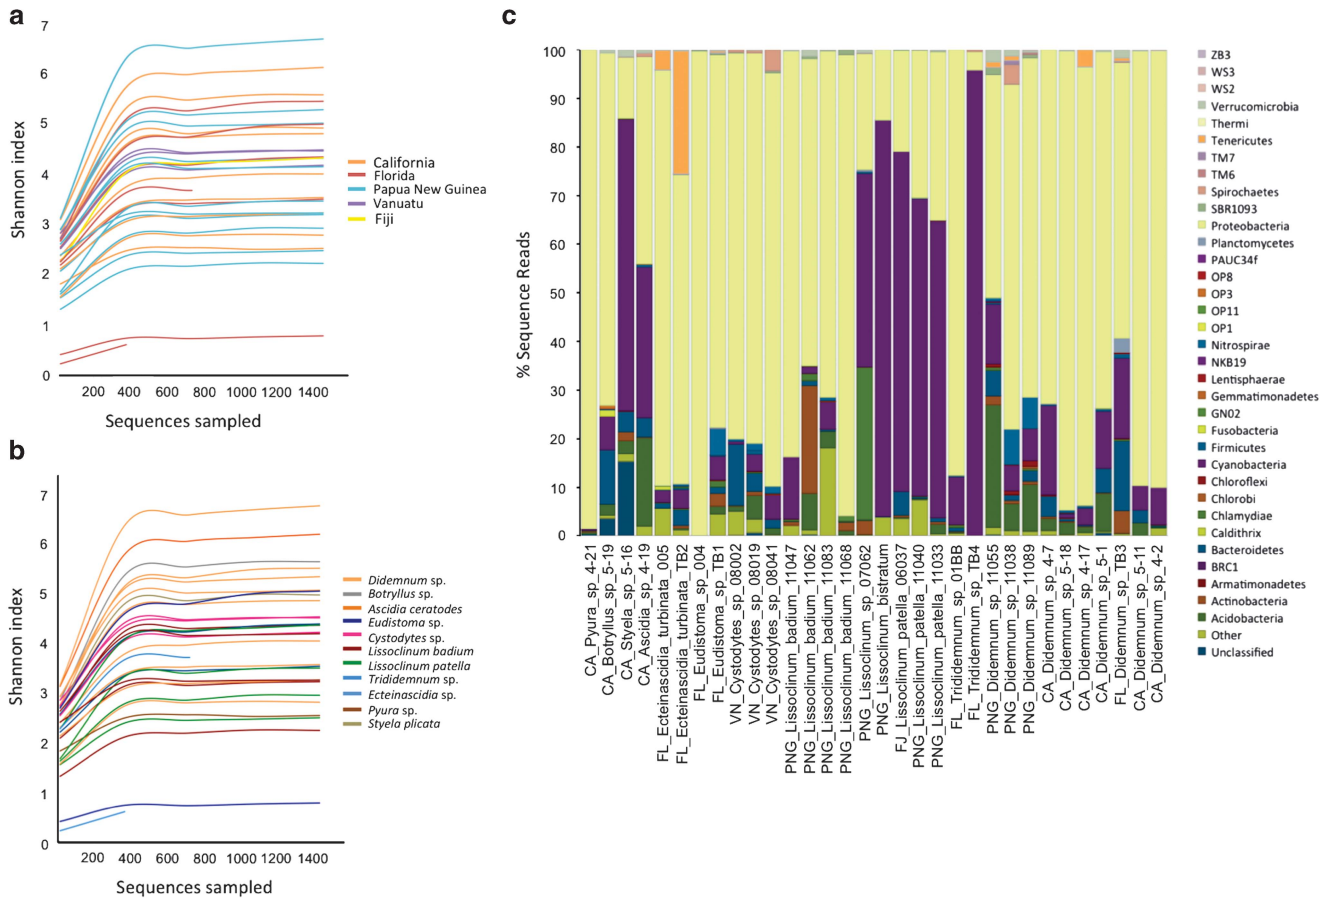 a
7
6
5
4
3
2
1
0
Shannon index
200 400 600 800 1000 1200 1400
Sequences sampled
California
Florida
Papua New Guinea
Vanuatu
Fiji
b
7
6
5
4
3
2
1
0
Shannon index
200 400 600 800 1000 1200 1400
Sequences sampled
Didemnum sp.
Botryllus sp.
Ascidia ceratodes
Eudistoma sp.
Cystodytes sp.
Lissoclinum badium
Lissoclinum patella
Trididemnum sp.
Ecteinascidia sp.
Pyura sp.
Styela plicata
c
100
90
80
70
60
50
40
30
20
10
0
% Sequence Reads
CA_Pyura_sp_4-21
CA_Botryllus_sp_5-19
CA_Styela_sp_5-16
CA_Ascidia_sp_4-19
FL_Ecteinascidia_turbinata_005
FL_Ecteinascidia_turbinata_TB2
FL_Eudistoma_sp_004
FL_Eudistoma_sp_TB1
VN_Cystodytes_sp_08002
VN_Cystodytes_sp_08019
VN_Cystodytes_sp_08041
PNG_Lissoclinum_badium_11047
PNG_Lissoclinum_badium_11062
PNG_Lissoclinum_badium_11083
PNG_Lissoclinum_badium_11068
PNG_Lissoclinum_sp_07062
PNG_Lissoclinum_bistratum
FJ_Lissoclinum_patella_06037
PNG_Lissoclinum_patella_11040
PNG_Lissoclinum_patella_11033
FL_Trididemnum_sp_01BB
FL_Tridemnum_sp_TB4
PNG_Didemnum_sp_11055
PNG_Didemnum_sp_11038
PNG_Didemnum_sp_11089
CA_Didemnum_sp_4-7
CA_Didemnum_sp_5-18
CA_Didemnum_sp_4-17
CA_Didemnum_sp_5-1
FL_Didemnum_sp_TB3
CA_Didemnum_sp_5-11
CA_Didemnum_sp_4-2
ZB3
WS3
WS2
Verrucomicrobia
Thermi
Tenericutes
TM7
TM6
Spirochaetes
SBR1093
Proteobacteria
Planctomycetes
PAUC34f
OP8
OP3
OP11
OP1
Nitrospirae
NKB19
Lentisphaerae
Gemmatimonadetes
GN02
Fusobacteria
Firmicutes
Cyanobacteria
Chloroflexi
Chlorobi
Chlamydiae
Caldithrix
Bacteroidetes
BRC1
Armatimonadetes
Actinobacteria
Acidobacteria
Other
Unclassified